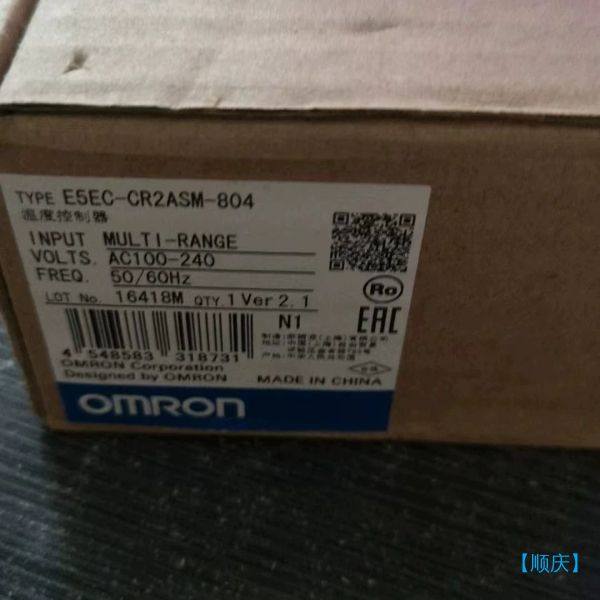 TYPE E5EC-CR2ASM-804
温度控制器
INPUT MULTI-RANGE
VOLTS. AC100-240
FREQ. 50/60Hz
LOT No. 16418M QTY.1 Ver 2.1
N1
Ro
EAC
4 548583 318731
OMRON Corporation
Designed by OMRON
MADE IN CHINA
OMRON
【顺庆】